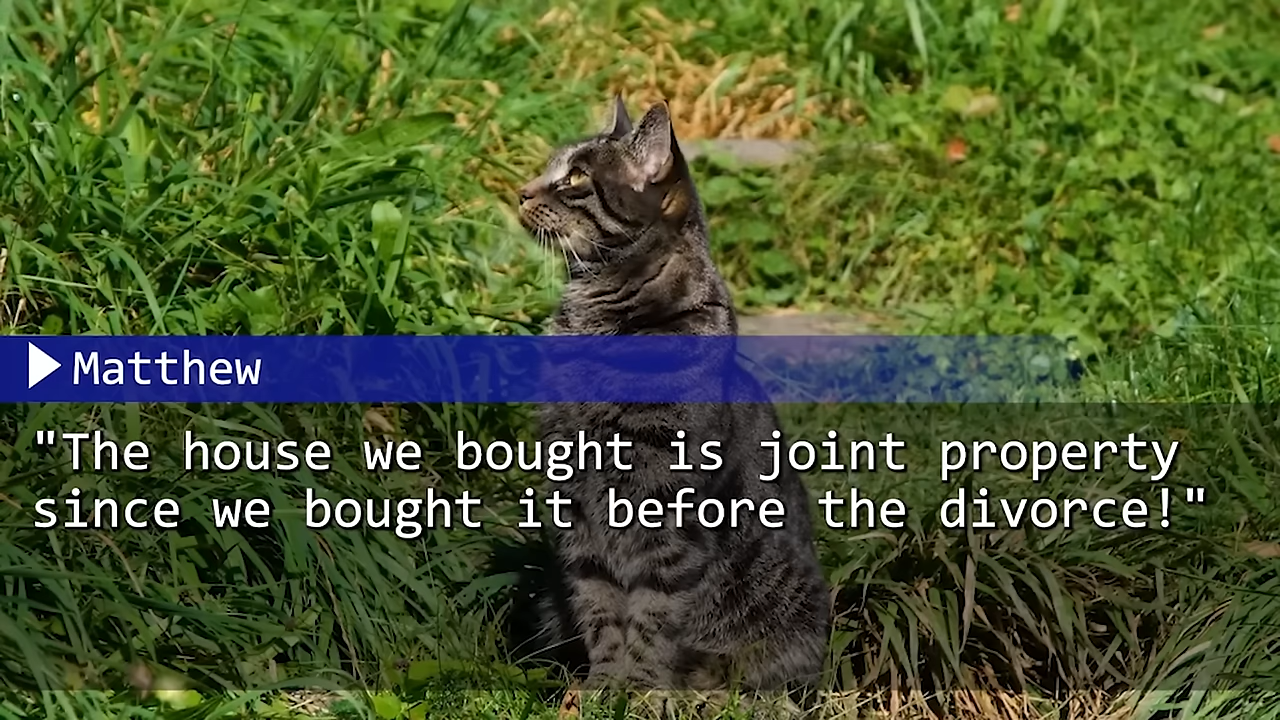 Matthew
"The house we bought is joint property
since we bought it before the divorce!"